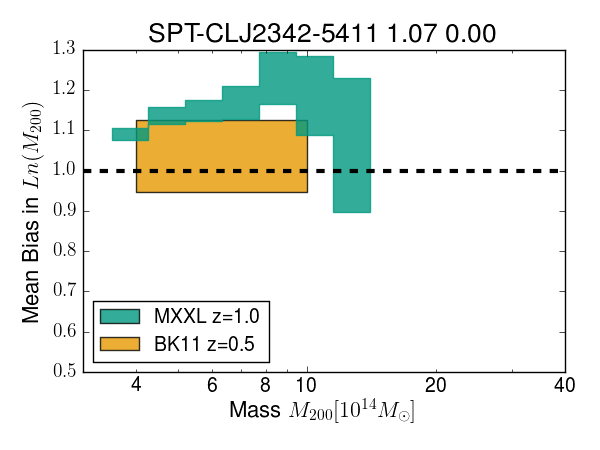 SPT-CLJ2342-5411 1.07 0.00
1.3
1.2
1.1
1.0
0.9
0.8
0.7
0.6
0.5
Mean Bias in Ln(M200)
MXXL z=1.0
BK11 z=0.5
4 6 8 10 20 40
Mass M200[10^14 M⊙]